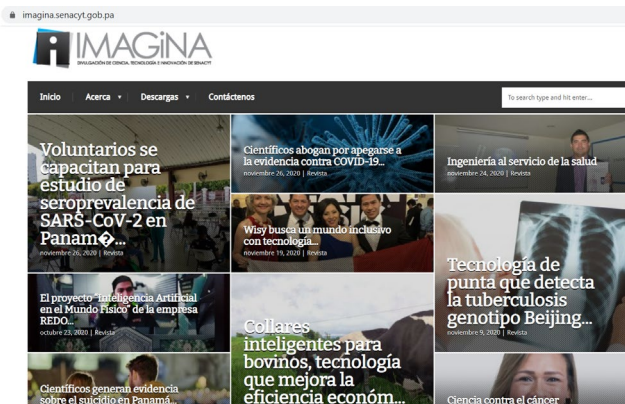 imagina.senacyt.gob.pa
i IMAGiNA
DIVULGACIÓN DE CIENCIA, TECNOLOGÍA E INNOVACIÓN DE SENACYT
Inicio Acerca Descargas Contáctenos To search type and hit enter...
Voluntarios se
capacitan para
estudio de
seroprevalencia de
SARS-CoV-2 en
Panam�...
noviembre 26, 2020 | Revista
Científicos abogan por apegarse a
la evidencia contra COVID-19...
noviembre 26, 2020 | Revista
Ingeniería al servicio de la salud
noviembre 24, 2020 | Revista
Wisy busca un mundo inclusivo
con tecnología...
noviembre 19, 2020 | Revista
Tecnología de
punta que detecta
la tuberculosis
genotipo Beijing...
noviembre 9, 2020 | Revista
El proyecto "Inteligencia Artificial
en el Mundo Físico" de la empresa
REDO...
octubre 23, 2020 | Revista
Collares
inteligentes para
bovinos, tecnología
que mejora la
eficiencia económ...
Científicos generan evidencia
sobre el suicidio en Panamá...
Ciencia contra el cáncer